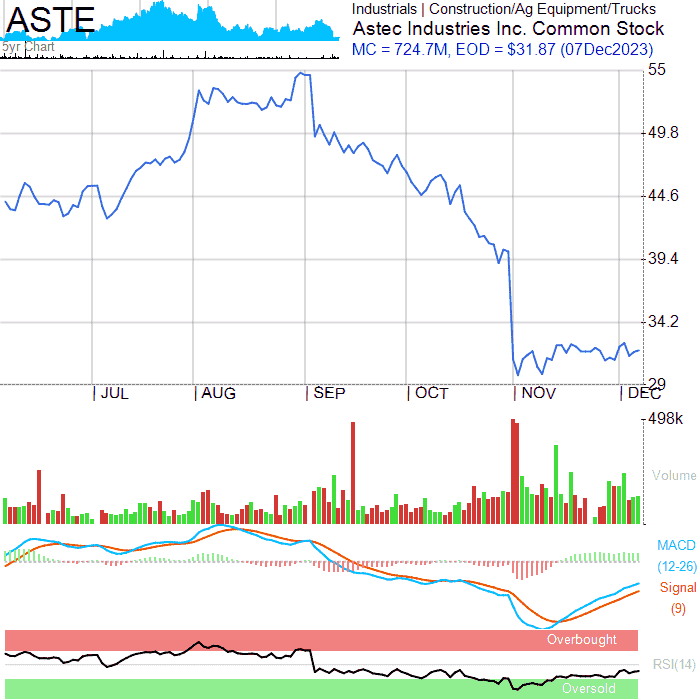 ASTE
5yr Chart
Industrials | Construction/Ag Equipment/Trucks
Astec Industries Inc. Common Stock
MC = 724.7M, EOD = $31.87 (07Dec2023)
55
49.8
44.6
39.4
34.2
29
JUL
AUG
SEP
OCT
NOV
DEC
498k
Volume
MACD
(12-26)
Signal
(9)
Overbought
RSI(14)
Oversold